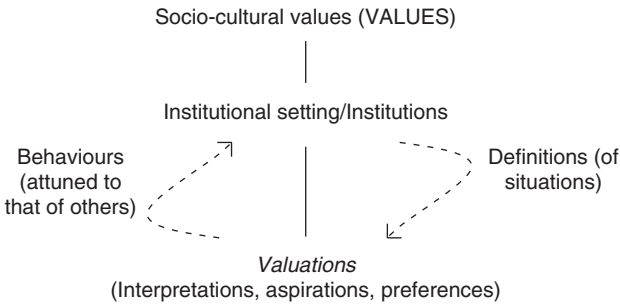 Socio-cultural values (VALUES)
Institutional setting/Institutions
Behaviours
(attuned to
that of others)
Definitions (of
situations)
Valuations
(Interpretations, aspirations, preferences)